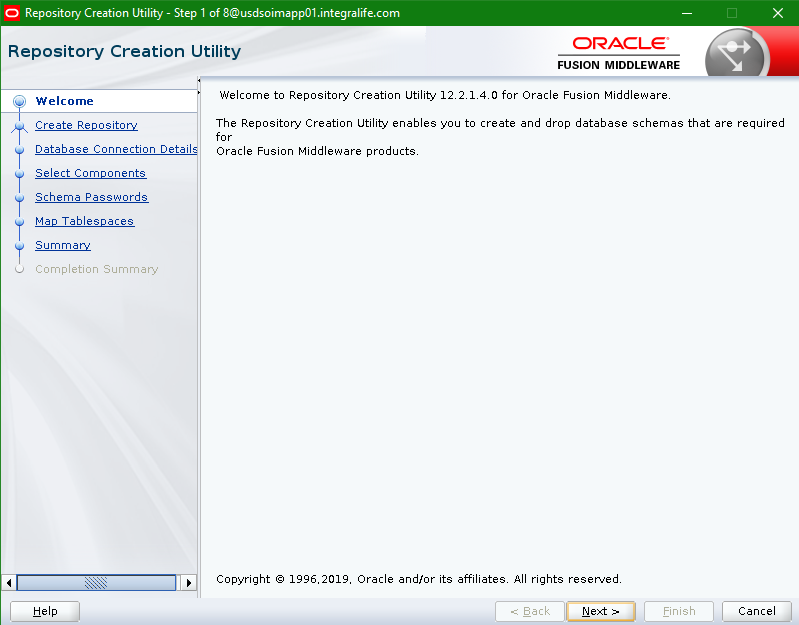 Repository Creation Utility - Step 1 of 8@usdsoimapp01.integralife.com
Repository Creation Utility
ORACLE
FUSION MIDDLEWARE
Welcome
Create Repository
Database Connection Details
Select Components
Schema Passwords
Map Tablespaces
Summary
Completion Summary
Welcome to Repository Creation Utility 12.2.1.4.0 for Oracle Fusion Middleware.
The Repository Creation Utility enables you to create and drop database schemas that are required
for
Oracle Fusion Middleware products.
Copyright © 1996,2019, Oracle and/or its affiliates. All rights reserved.
Help
< Back
Next >
Finish
Cancel